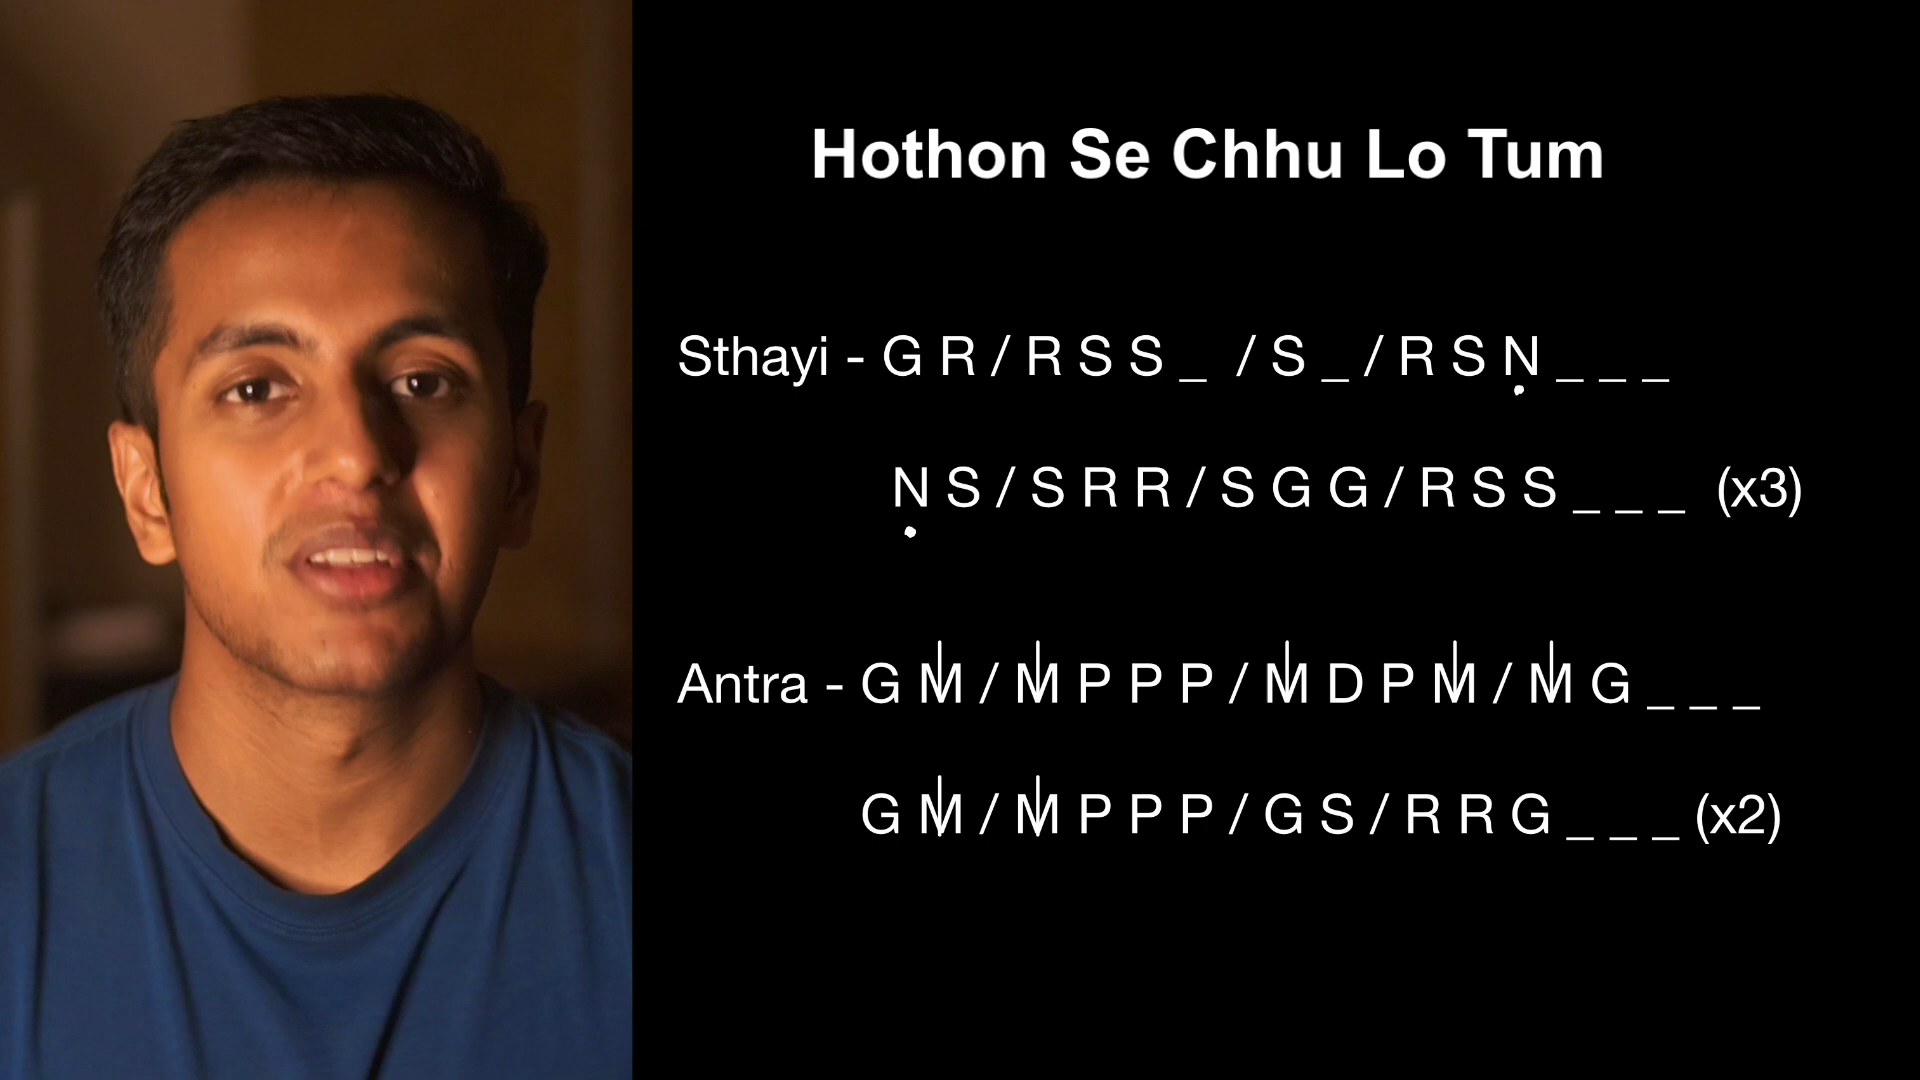 Hothon Se Chhu Lo Tum
Sthayi - G R / R S S _ / S _ / R S Ṇ _ _ _
Ṇ S / S R R / S G G / R S S _ _ _ (x3)
Antra - G M̍ / M̍ P P P / M̍ D P M̍ / M̍ G _ _ _
G M̍ / M̍ P P P / G S / R R G _ _ _ (x2)